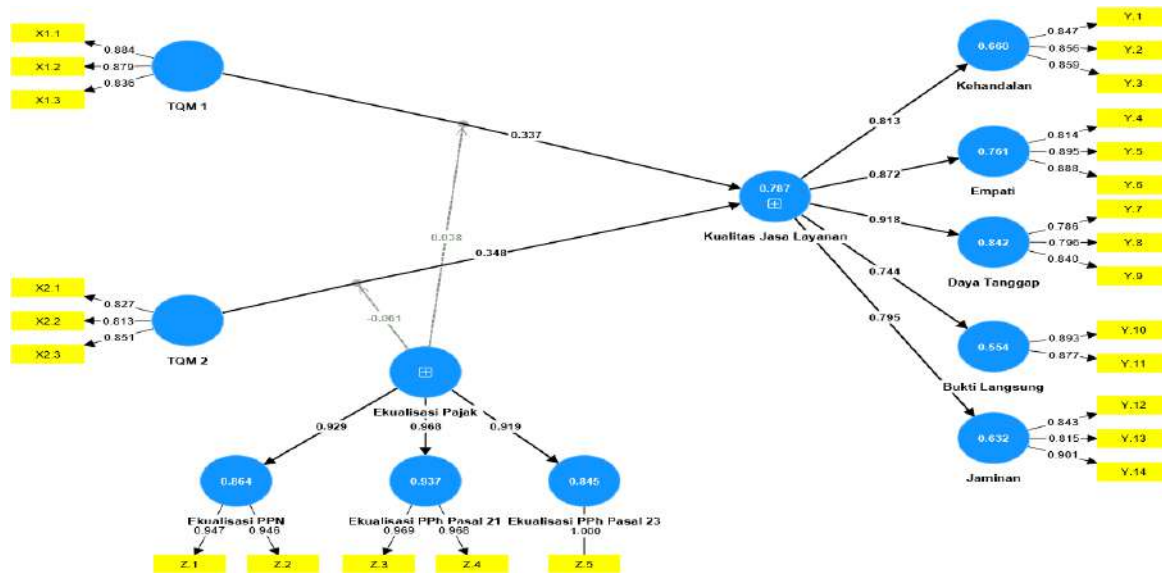 X1.1
X1.2
X1.3
0.884
0.879
0.836
TQM 1
0.337
0.038
X2.1
X2.2
X2.3
0.827
0.813
0.851
TQM 2
0.348
-0.061
Ekualisasi Pajak
0.929
0.968
0.919
0.864
Ekualisasi PPN
0.947
0.946
Z.1
Z.2
0.937
Ekualisasi PPh Pasal 21
0.969
0.968
Z.3
Z.4
0.845
Ekualisasi PPh Pasal 23
1.000
Z.5
0.787
Kualitas Jasa Layanan
0.813
0.872
0.918
0.744
0.795
0.660
Kehandalan
0.847
0.856
0.859
Y.1
Y.2
Y.3
0.761
Empati
0.814
0.895
0.888
Y.4
Y.5
Y.6
0.842
Daya Tanggap
0.786
0.796
0.840
Y.7
Y.8
Y.9
0.554
Bukti Langsung
0.893
0.877
Y.10
Y.11
0.632
Jaminan
0.843
0.815
0.901
Y.12
Y.13
Y.14